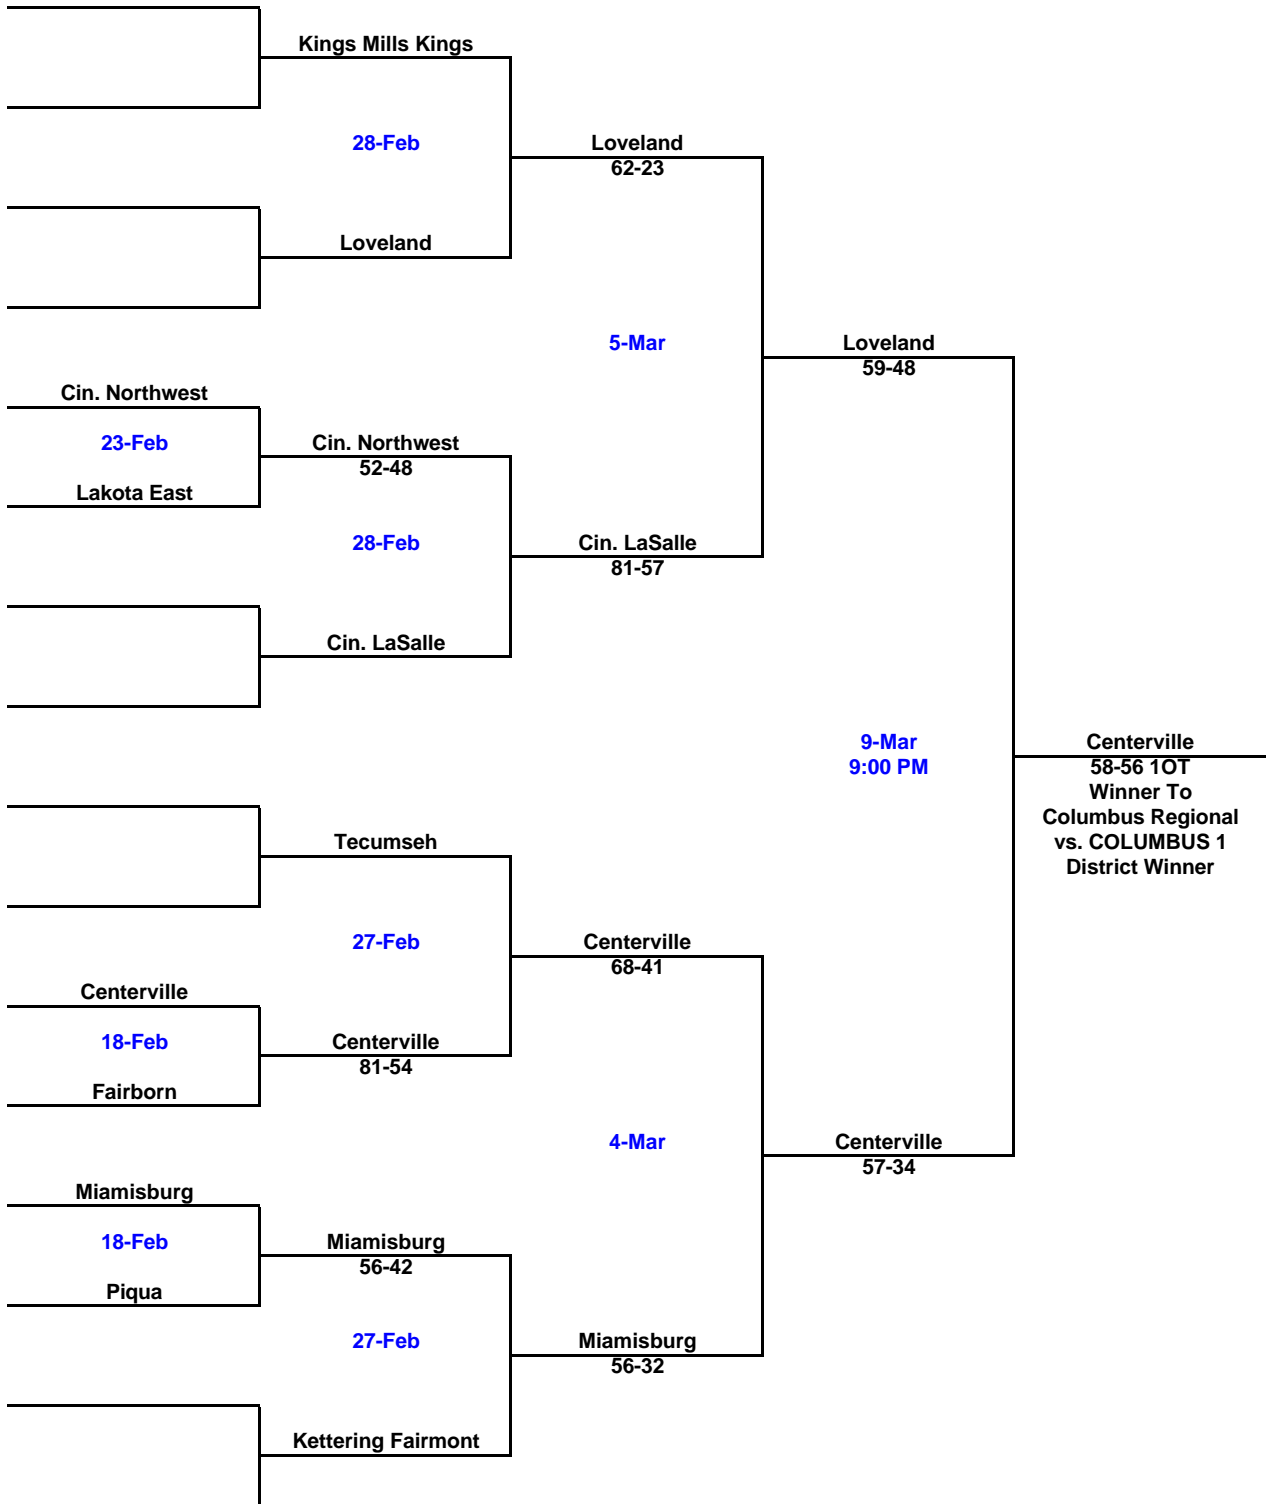 Kings Mills Kings
28-Feb
Loveland
62-23
Loveland
5-Mar
Loveland
59-48
Cin. Northwest
23-Feb
Cin. Northwest
52-48
Lakota East
28-Feb
Cin. LaSalle
81-57
Cin. LaSalle
9-Mar
9:00 PM
Centerville
58-56 1OT
Winner To
Columbus Regional
vs. COLUMBUS 1
District Winner
Tecumseh
27-Feb
Centerville
68-41
Centerville
18-Feb
Centerville
81-54
Fairborn
4-Mar
Centerville
57-34
Miamisburg
18-Feb
Miamisburg
56-42
Piqua
27-Feb
Miamisburg
56-32
Kettering Fairmont